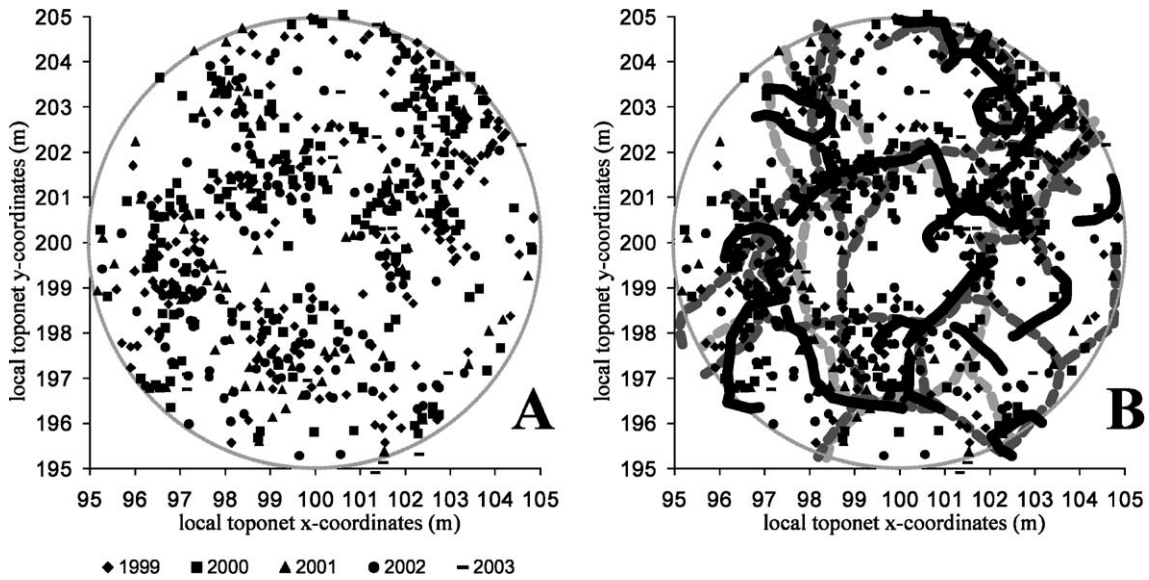 205
204
203
202
201
200
199
198
197
196
195
local toponet y-coordinates (m)
95 96 97 98 99 100 101 102 103 104 105
local toponet x-coordinates (m)
A
205
204
203
202
201
200
199
198
197
196
195
local toponet y-coordinates (m)
95 96 97 98 99 100 101 102 103 104 105
local toponet x-coordinates (m)
B
1999 2000 2001 2002 2003